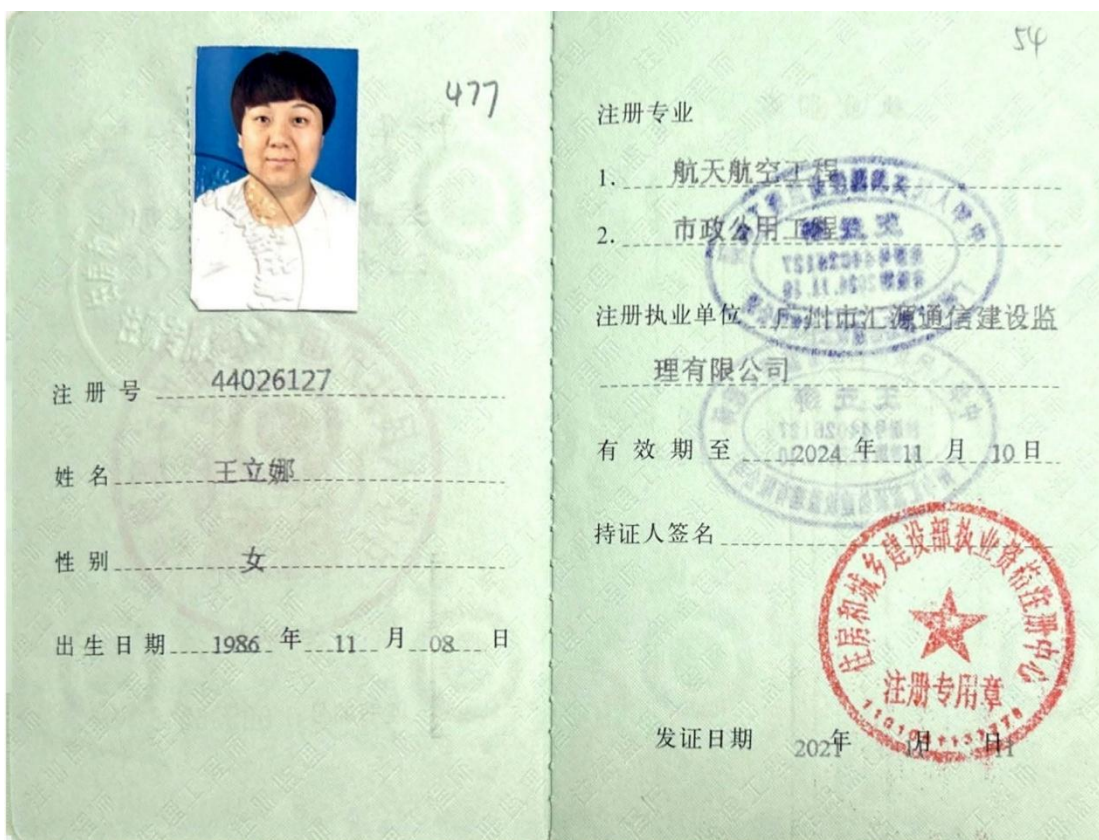 477
注册号 44026127
姓名 王立娜
性别 女
出生日期 1986 年 11 月 08 日
54
注册专业
1. 航天航空工程
2. 市政公用工程
注册执业单位 广州市汇源通信建设监
理有限公司
有效期至 2024 年 11 月 10 日
持证人签名
住房和城乡建设部执业资格注册中心
注册专用章
发证日期 2021年 月 日